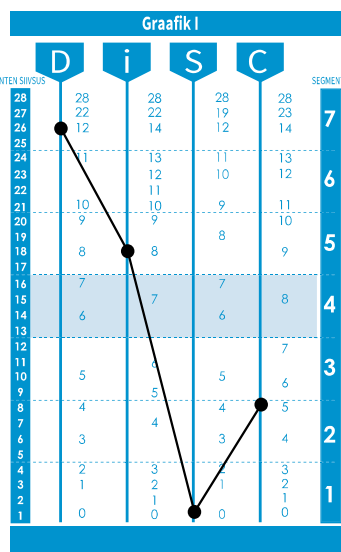 Graafik I
D i S C
NTEN SIIVSUS SEGMENT
28 28 28 28 28
27 22 22 19 23 7
26 12 14 12 14
25
24 11 13 11 13
23 12 10 12 6
22 11
21 10 10 9 11
20 9 9 10
19 8 5
18 8 8 9
17
16 7 7
15 7 8 4
14 6 6
13
12 7
11 6 3
10 5 5 6
9 5
8 4 4 5
7 4 2
6 3 3 4
5
4 2 3 2 3
3 1 2 1 2
2 1 1 1
1 0 0 0 0